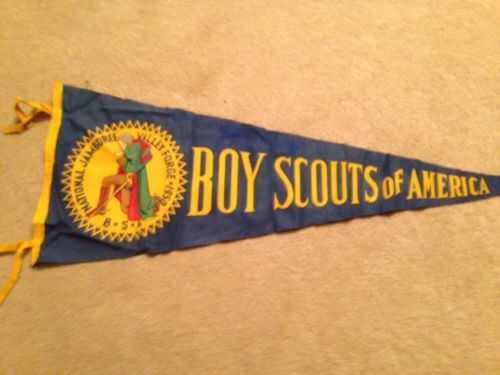 NATIONAL JAMBOREE VALLEY FORGE
B·S·A
BOY SCOUTS OF AMERICA